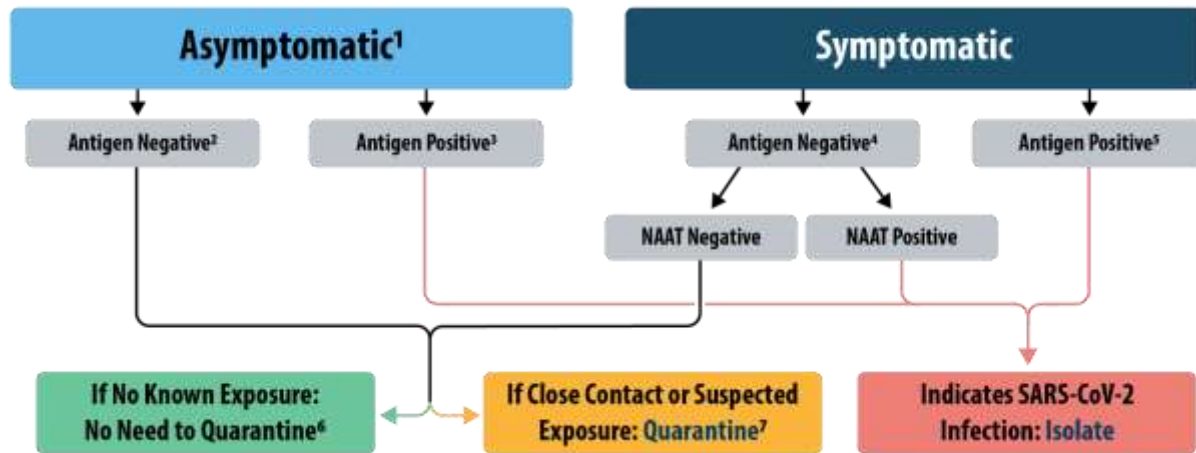 Asymptomatic¹
Symptomatic
Antigen Negative²
Antigen Positive³
Antigen Negative⁴
Antigen Positive⁵
NAAT Negative
NAAT Positive
If No Known Exposure:
No Need to Quarantine⁶
If Close Contact or Suspected
Exposure: Quarantine⁷
Indicates SARS-CoV-2
Infection: Isolate